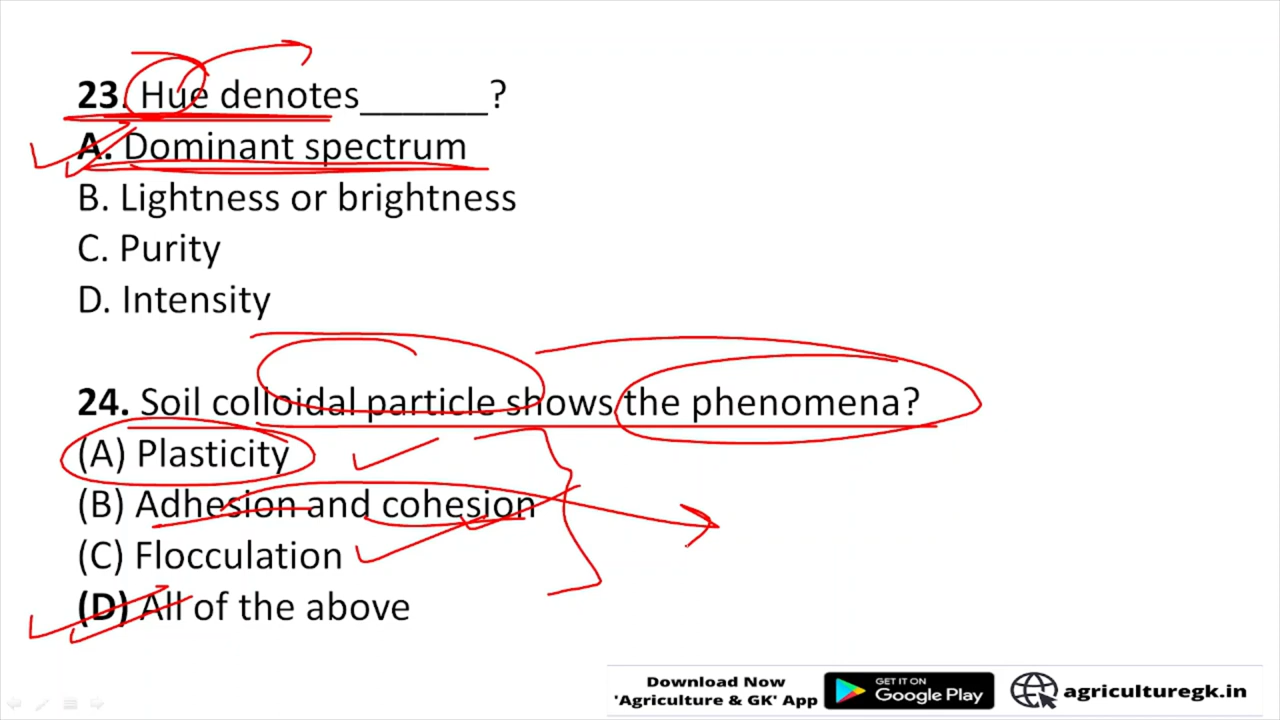 23. Hue denotes______?
A. Dominant spectrum
B. Lightness or brightness
C. Purity
D. Intensity
24. Soil colloidal particle shows the phenomena?
(A) Plasticity
(B) Adhesion and cohesion
(C) Flocculation
(D) All of the above
Download Now
'Agriculture & GK' App
GET IT ON
Google Play
agriculturegk.in